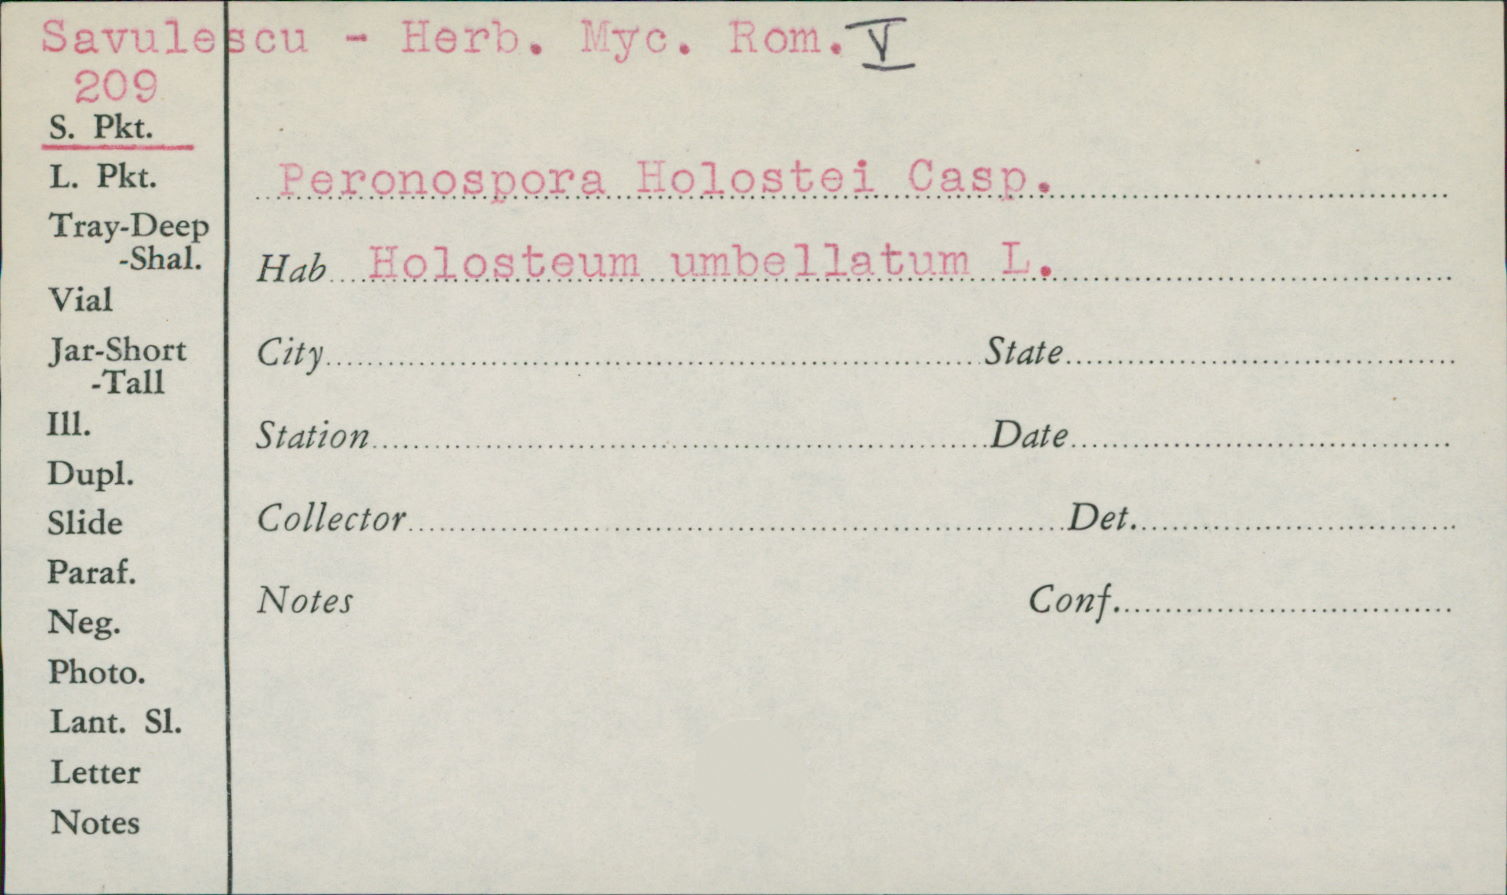 Savulescu - Herb. Myc. Rom. V
209
S. Pkt.
L. Pkt.
Tray-Deep
-Shal.
Vial
Jar-Short
-Tall
Ill.
Dupl.
Slide
Paraf.
Neg.
Photo.
Lant. Sl.
Letter
Notes
Peronospora Holostei Casp.
Hab Holosteum umbellatum L.
City State
Station Date
Collector Det.
Notes Conf.